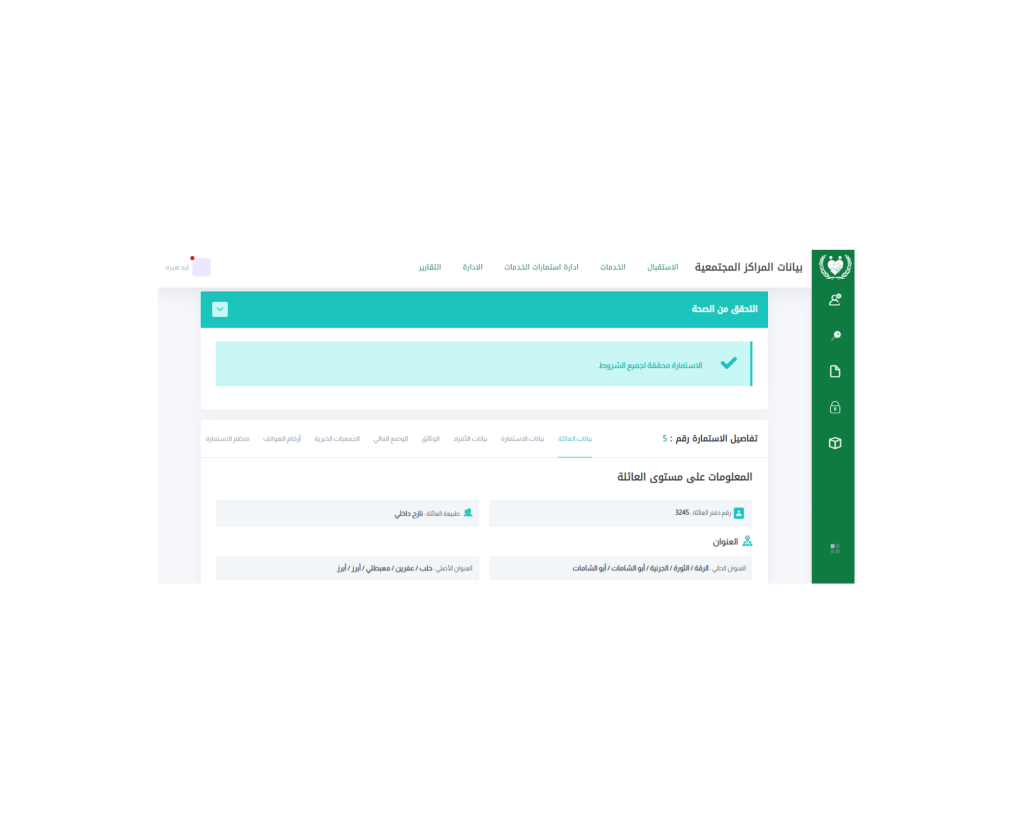 بيانات المراكز المجتمعية الاستقبال الخدمات ادارة استمارات الخدمات الادارة التقارير ايه هبره
التحقق من الصحة
الاستمارة محققة لجميع الشروط
تفاصيل الاستمارة رقم : 5 بيانات العائلة بيانات الاستمارة بيانات الأفراد الوثائق الوضع المالي الجمعيات الخيرية أرقام الهواتف منظم الاستمارة
المعلومات على مستوى العائلة
رقم دفتر العائلة : 3245 طبيعة العائلة : نازح داخلي
العنوان
العنوان الحالي : الرقة / الثورة / الجرنية / أبو الشامات / أبو الشامات العنوان الأصلي : حلب / عفرين / معبطلي / أبرز / أبرز